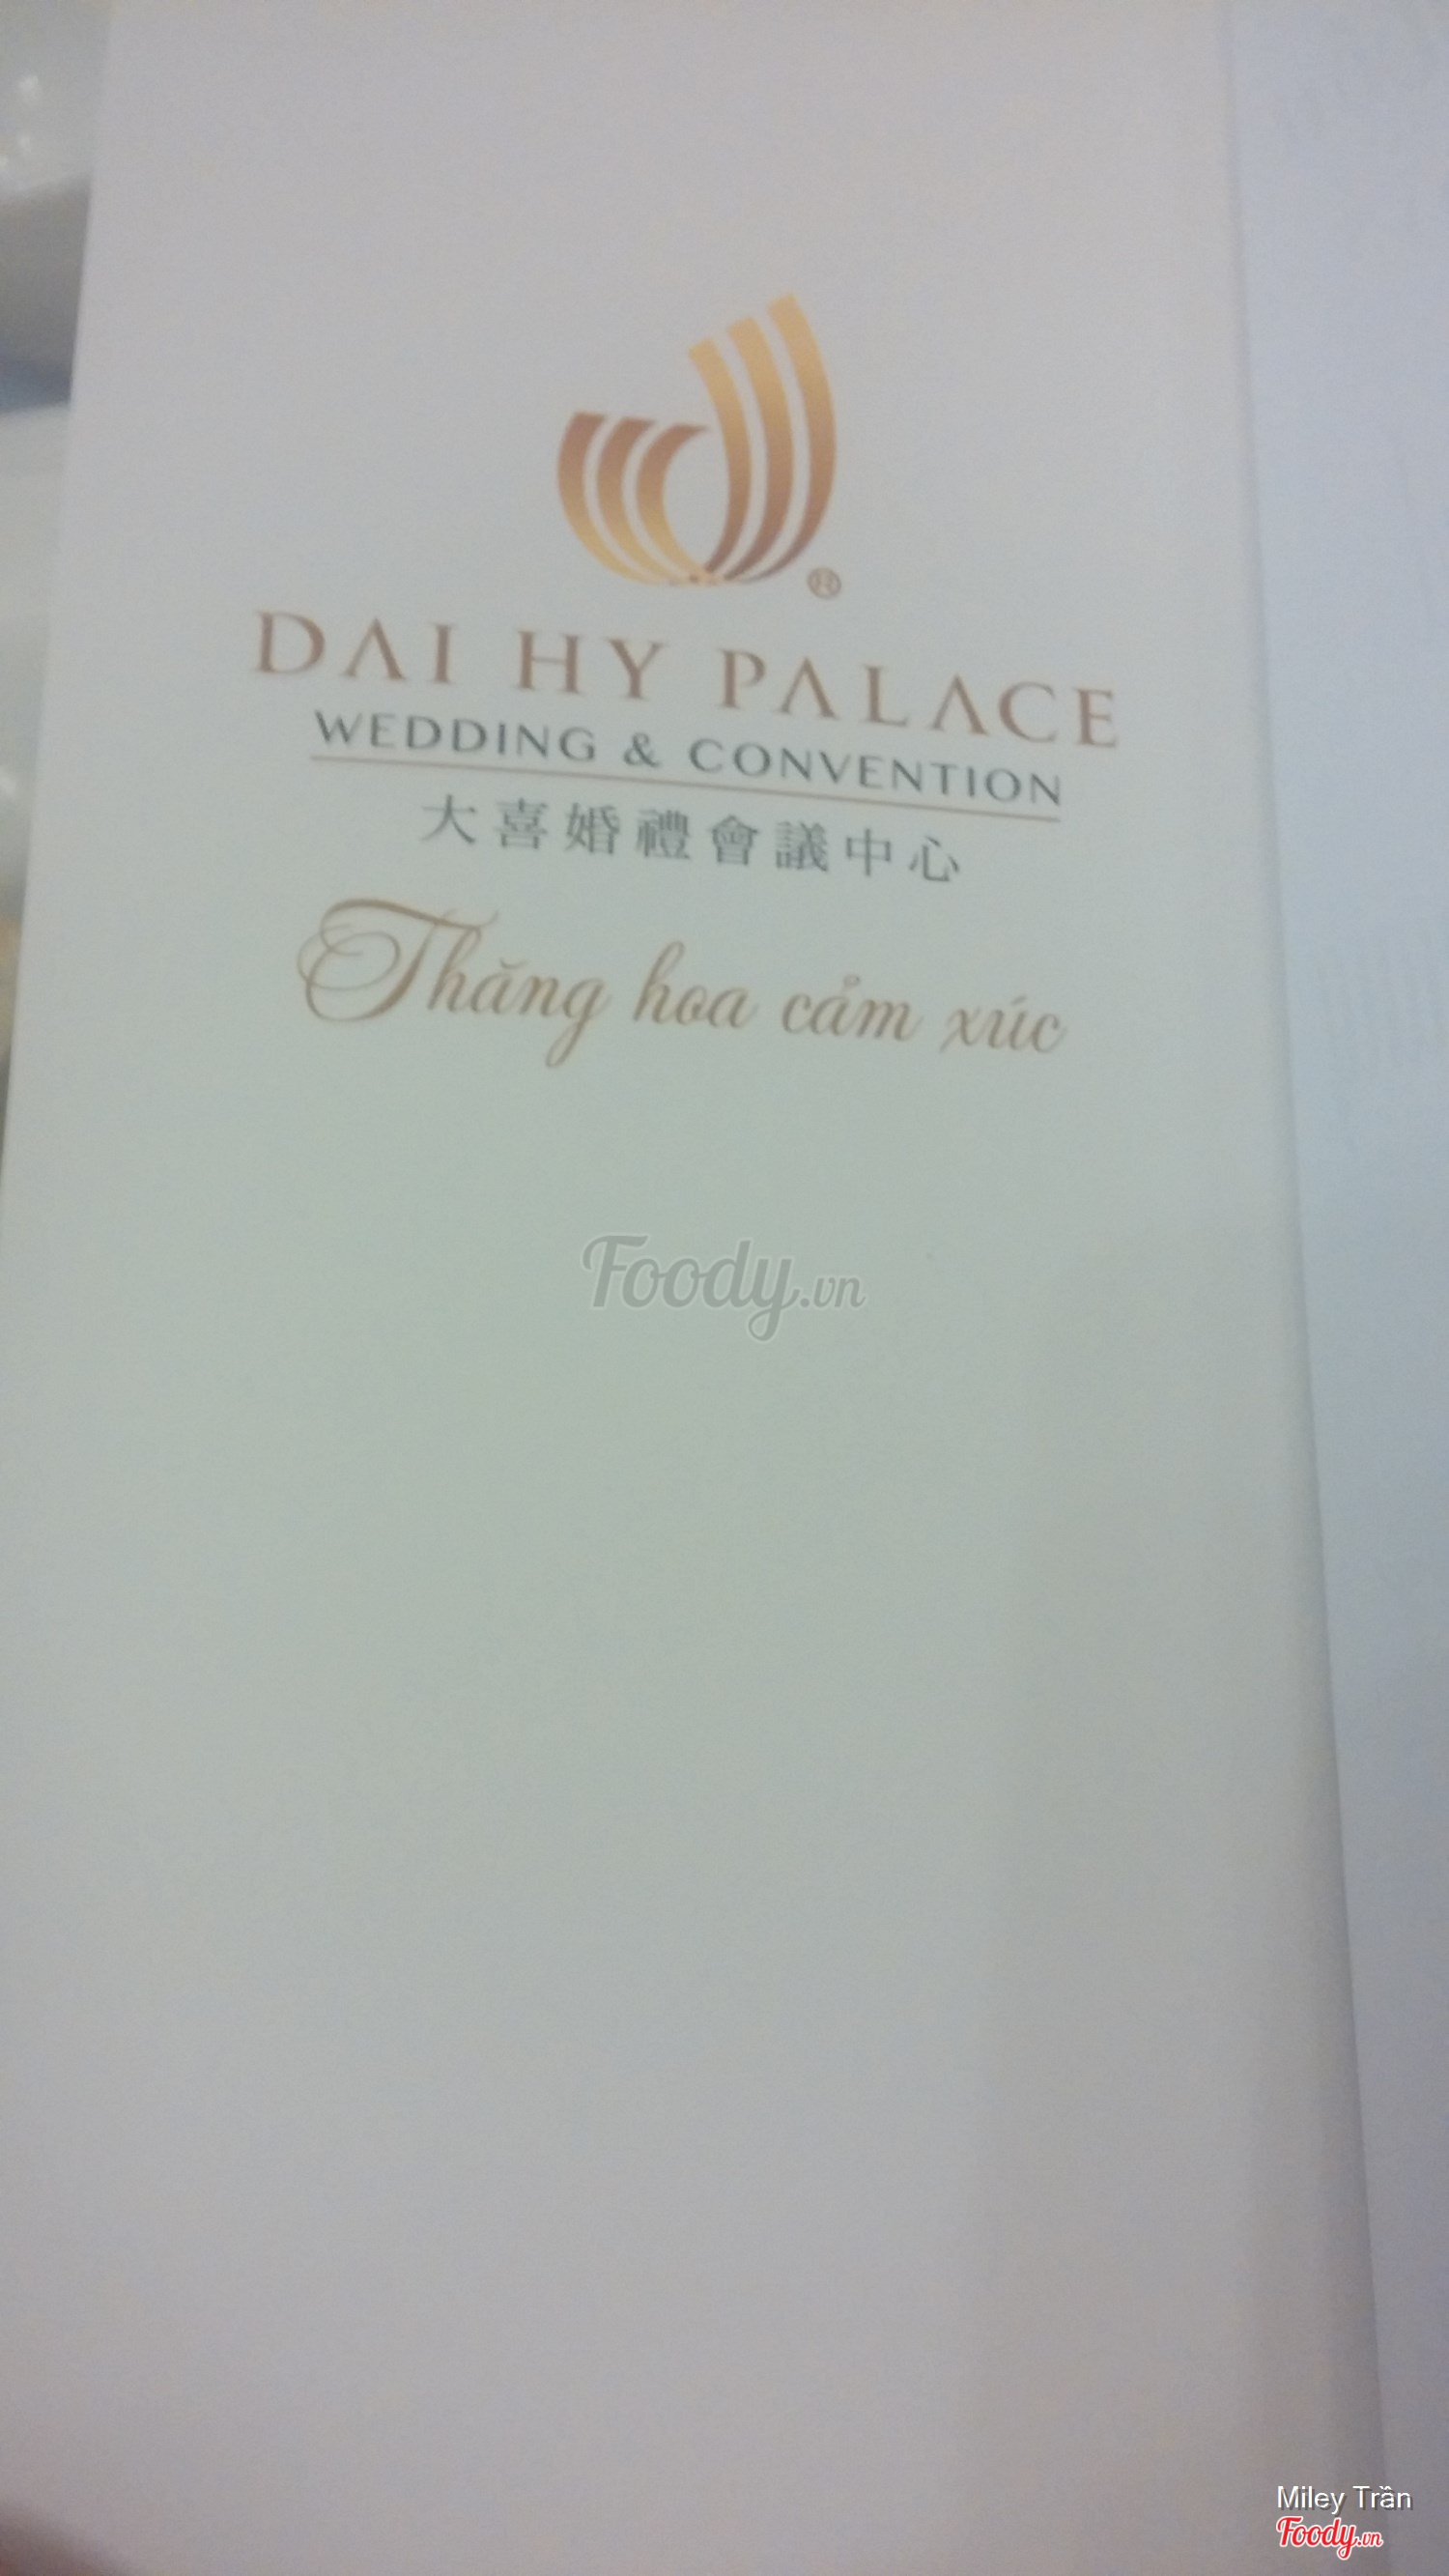 ®
DAI HY PALACE
WEDDING & CONVENTION
大喜婚禮會議中心
Thăng hoa cảm xúc
Foody.vn
Miley Trần
Foody.vn